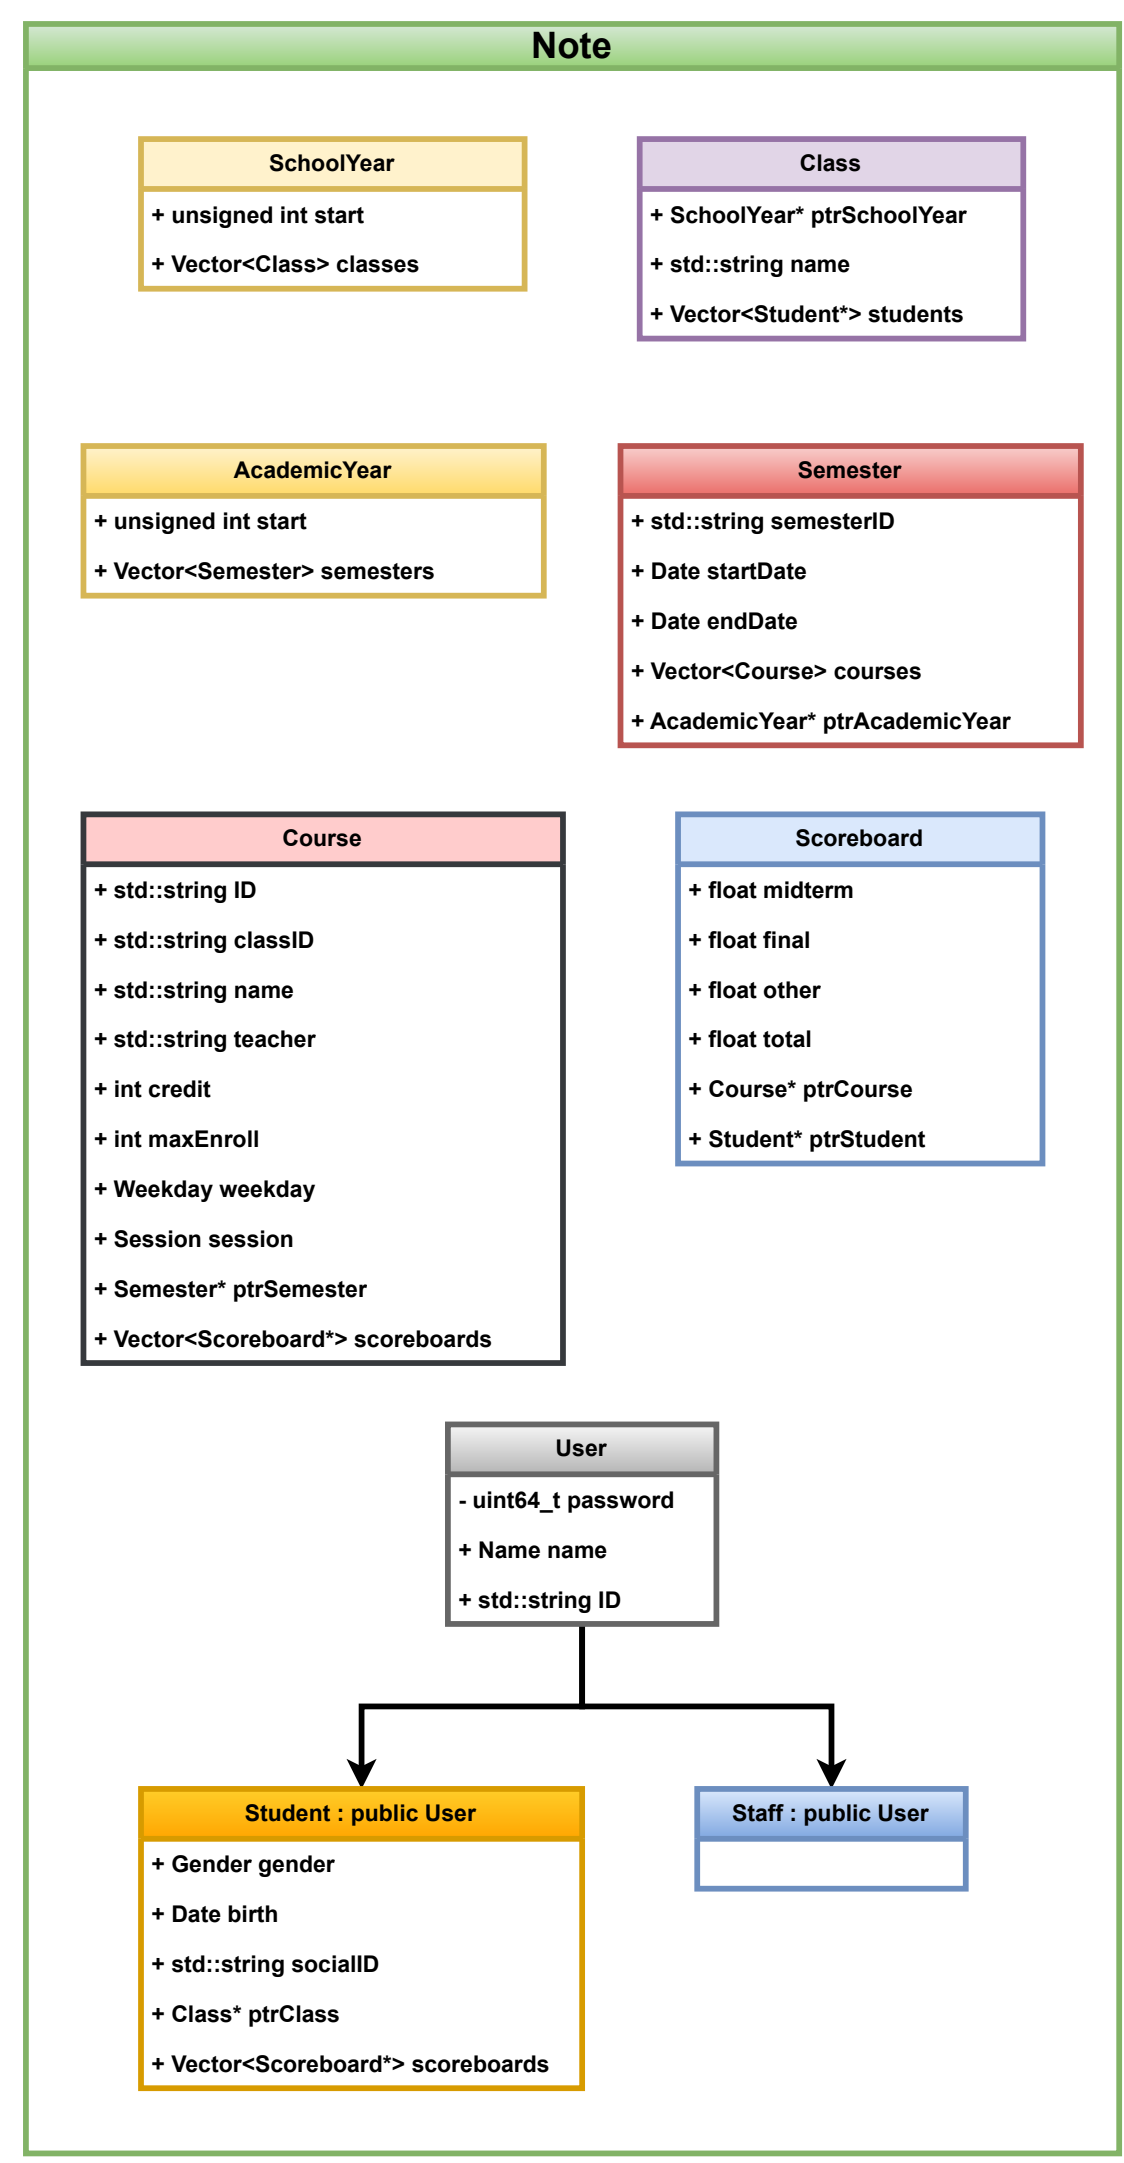 Note
SchoolYear
+ unsigned int start
+ Vector<Class> classes
Class
+ SchoolYear* ptrSchoolYear
+ std::string name
+ Vector<Student*> students
AcademicYear
+ unsigned int start
+ Vector<Semester> semesters
Semester
+ std::string semesterID
+ Date startDate
+ Date endDate
+ Vector<Course> courses
+ AcademicYear* ptrAcademicYear
Course
+ std::string ID
+ std::string classID
+ std::string name
+ std::string teacher
+ int credit
+ int maxEnroll
+ Weekday weekday
+ Session session
+ Semester* ptrSemester
+ Vector<Scoreboard*> scoreboards
Scoreboard
+ float midterm
+ float final
+ float other
+ float total
+ Course* ptrCourse
+ Student* ptrStudent
User
- uint64_t password
+ Name name
+ std::string ID
Student : public User
+ Gender gender
+ Date birth
+ std::string socialID
+ Class* ptrClass
+ Vector<Scoreboard*> scoreboards
Staff : public User